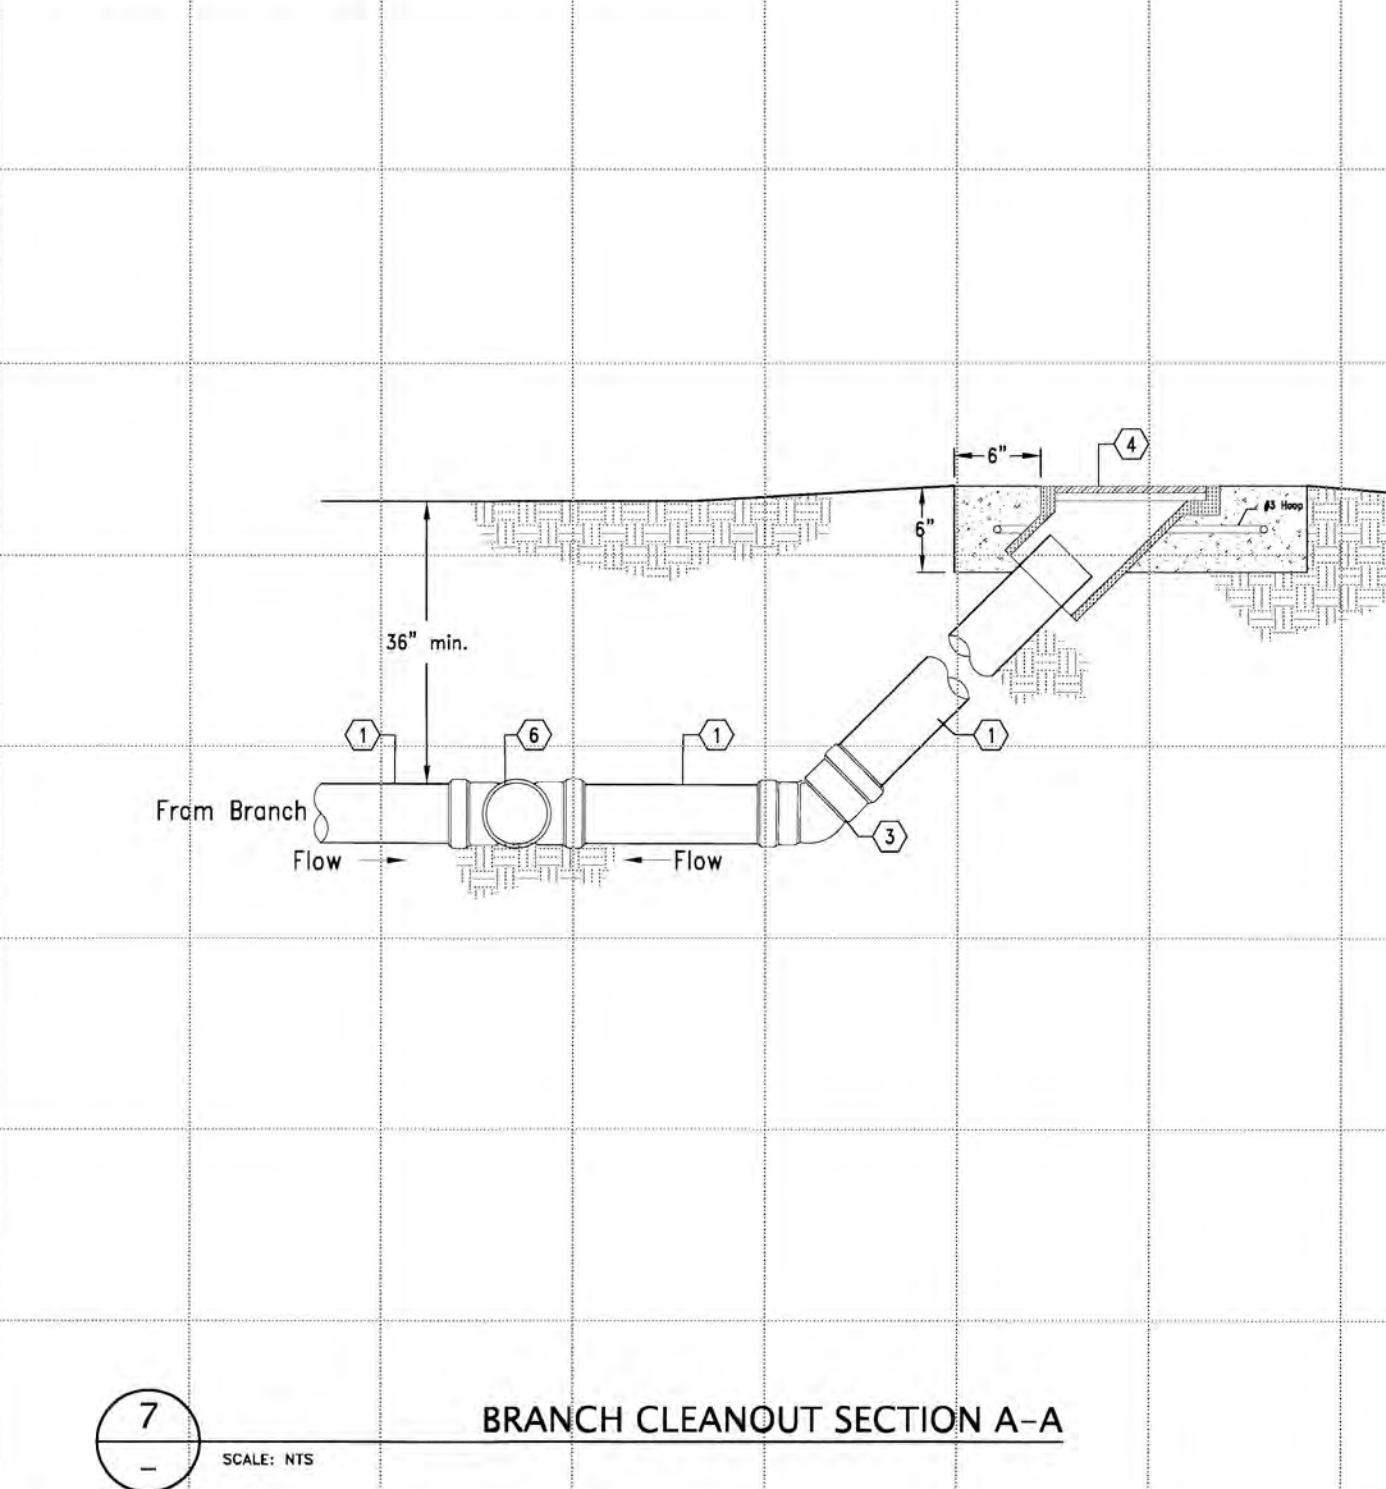 4
6"
6"
#3 Hoop
36" min.
1
6
1
1
From Branch
3
Flow
Flow
7
BRANCH CLEANOUT SECTION A-A
-
SCALE: NTS